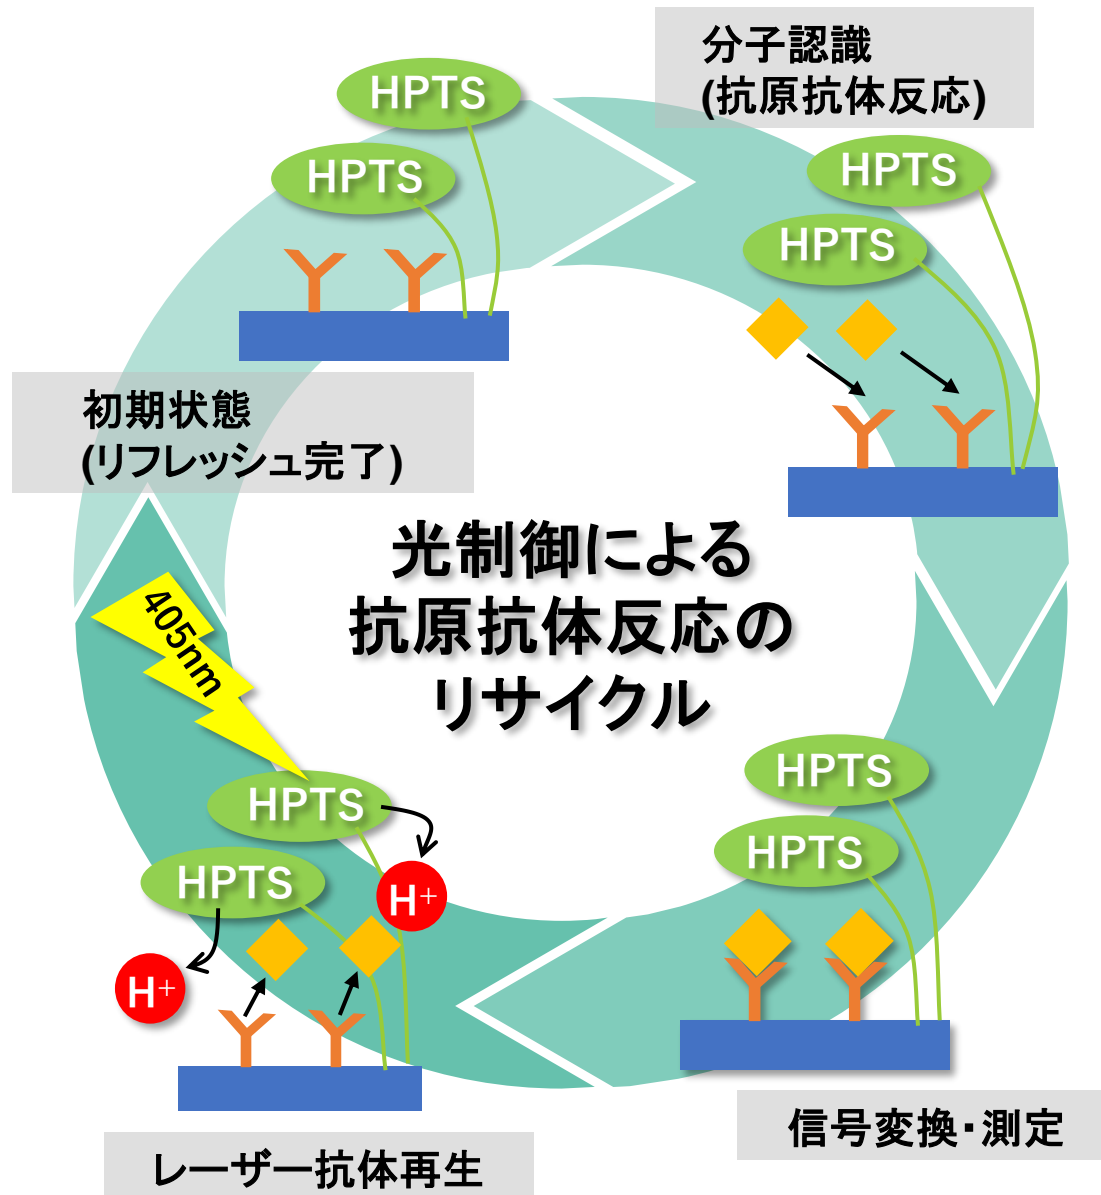 分子認識
(抗原抗体反応)
HPTS
HPTS
HPTS
HPTS
初期状態
(リフレッシュ完了)
光制御による
抗原抗体反応の
リサイクル
405nm
HPTS
HPTS
HPTS
HPTS
H+
H+
信号変換・測定
レーザー抗体再生